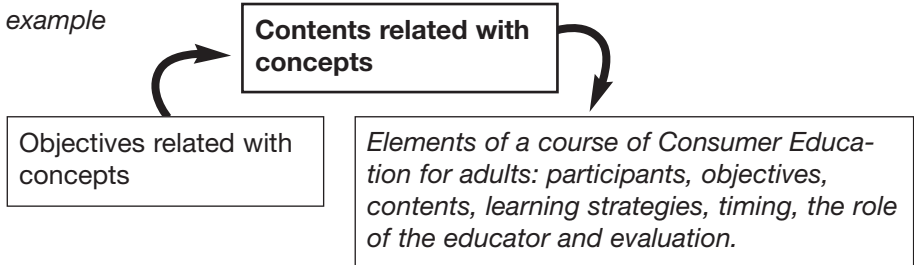 example
Contents related with
concepts
Objectives related with
concepts
Elements of a course of Consumer Educa-
tion for adults: participants, objectives,
contents, learning strategies, timing, the role
of the educator and evaluation.